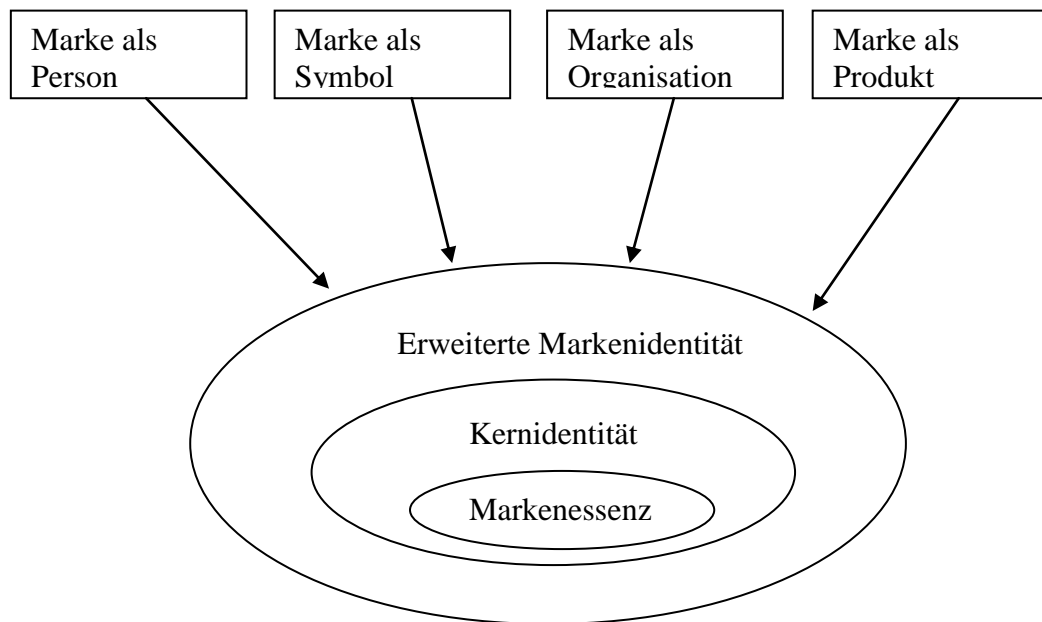 Marke als
Person
Marke als
Symbol
Marke als
Organisation
Marke als
Produkt
Erweiterte Markenidentität
Kernidentität
Markenessenz